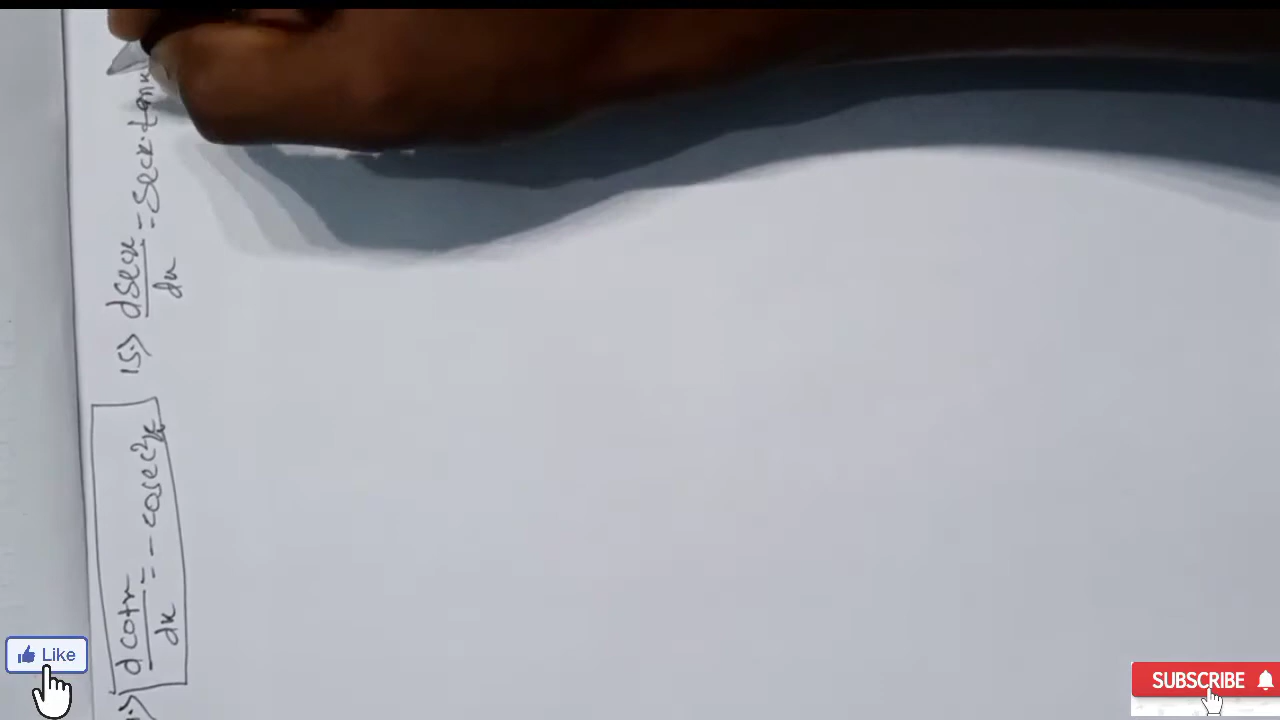 d cotx / dx = - cosec²x
15.) d secx / dx = secx·tanx
Like
SUBSCRIBE